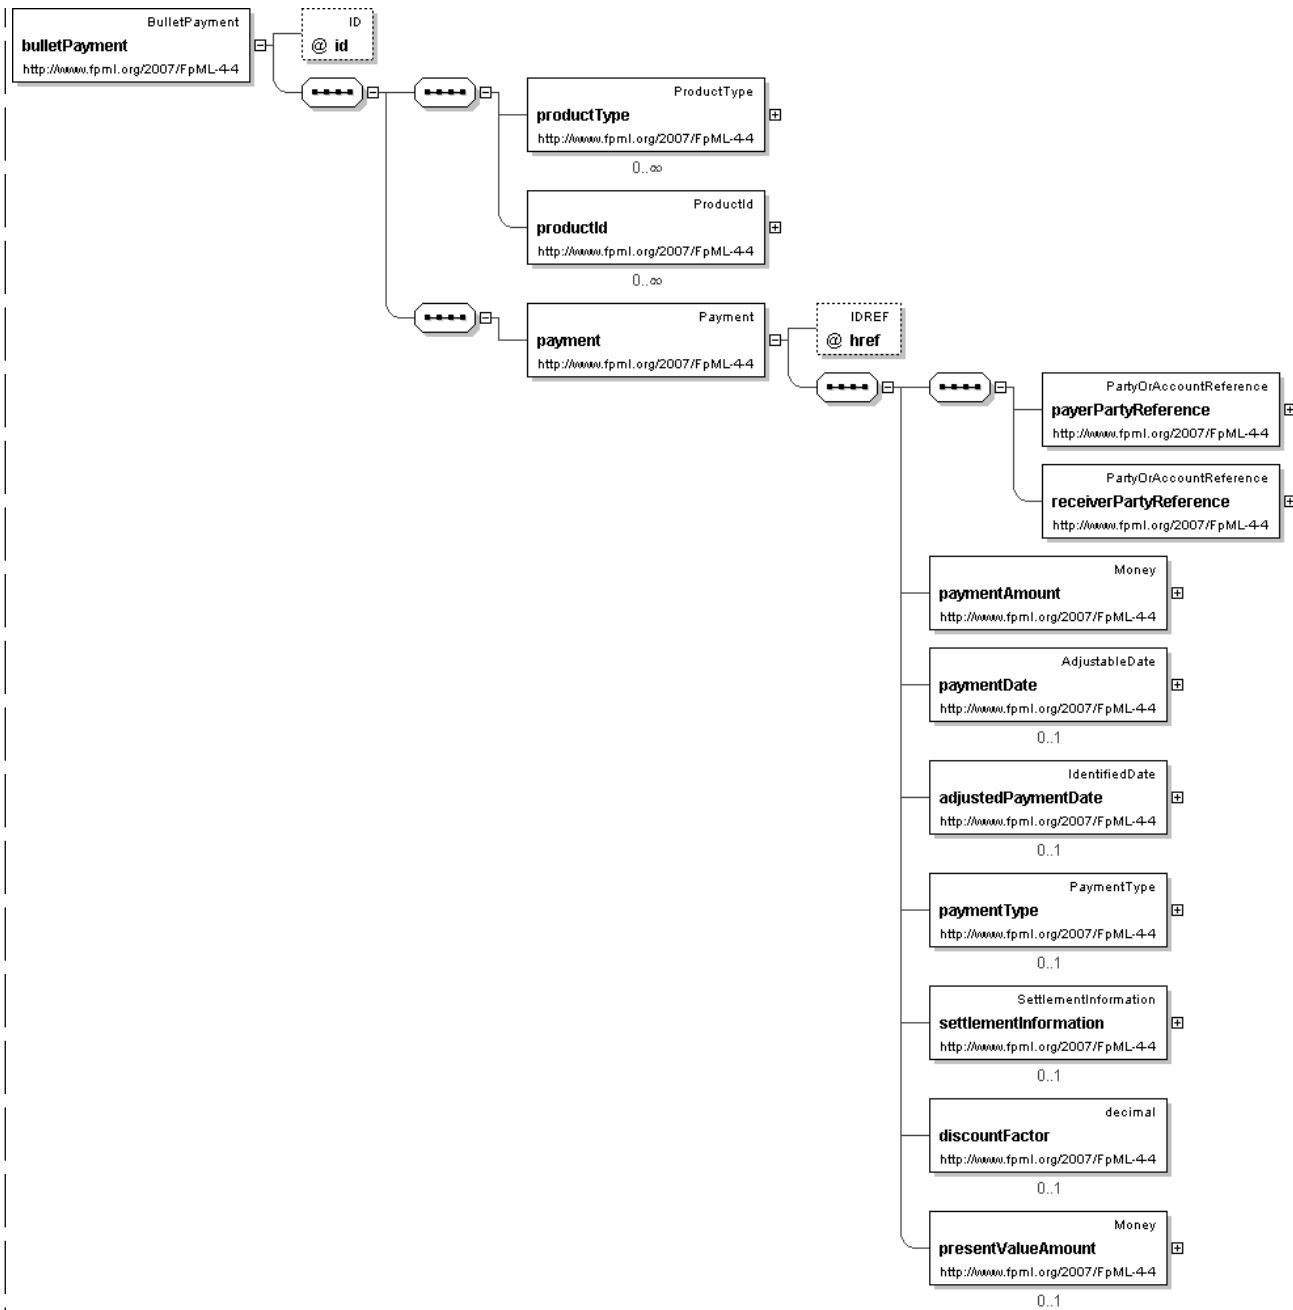 BulletPayment
bulletPayment
http://www.fpml.org/2007/FpML-4-4
ID
@ id
ProductType
productType
http://www.fpml.org/2007/FpML-4-4
0..∞
ProductId
productId
http://www.fpml.org/2007/FpML-4-4
0..∞
Payment
payment
http://www.fpml.org/2007/FpML-4-4
IDREF
@ href
PartyOrAccountReference
payerPartyReference
http://www.fpml.org/2007/FpML-4-4
PartyOrAccountReference
receiverPartyReference
http://www.fpml.org/2007/FpML-4-4
Money
paymentAmount
http://www.fpml.org/2007/FpML-4-4
AdjustableDate
paymentDate
http://www.fpml.org/2007/FpML-4-4
0..1
IdentifiedDate
adjustedPaymentDate
http://www.fpml.org/2007/FpML-4-4
0..1
PaymentType
paymentType
http://www.fpml.org/2007/FpML-4-4
0..1
SettlementInformation
settlementInformation
http://www.fpml.org/2007/FpML-4-4
0..1
decimal
discountFactor
http://www.fpml.org/2007/FpML-4-4
0..1
Money
presentValueAmount
http://www.fpml.org/2007/FpML-4-4
0..1